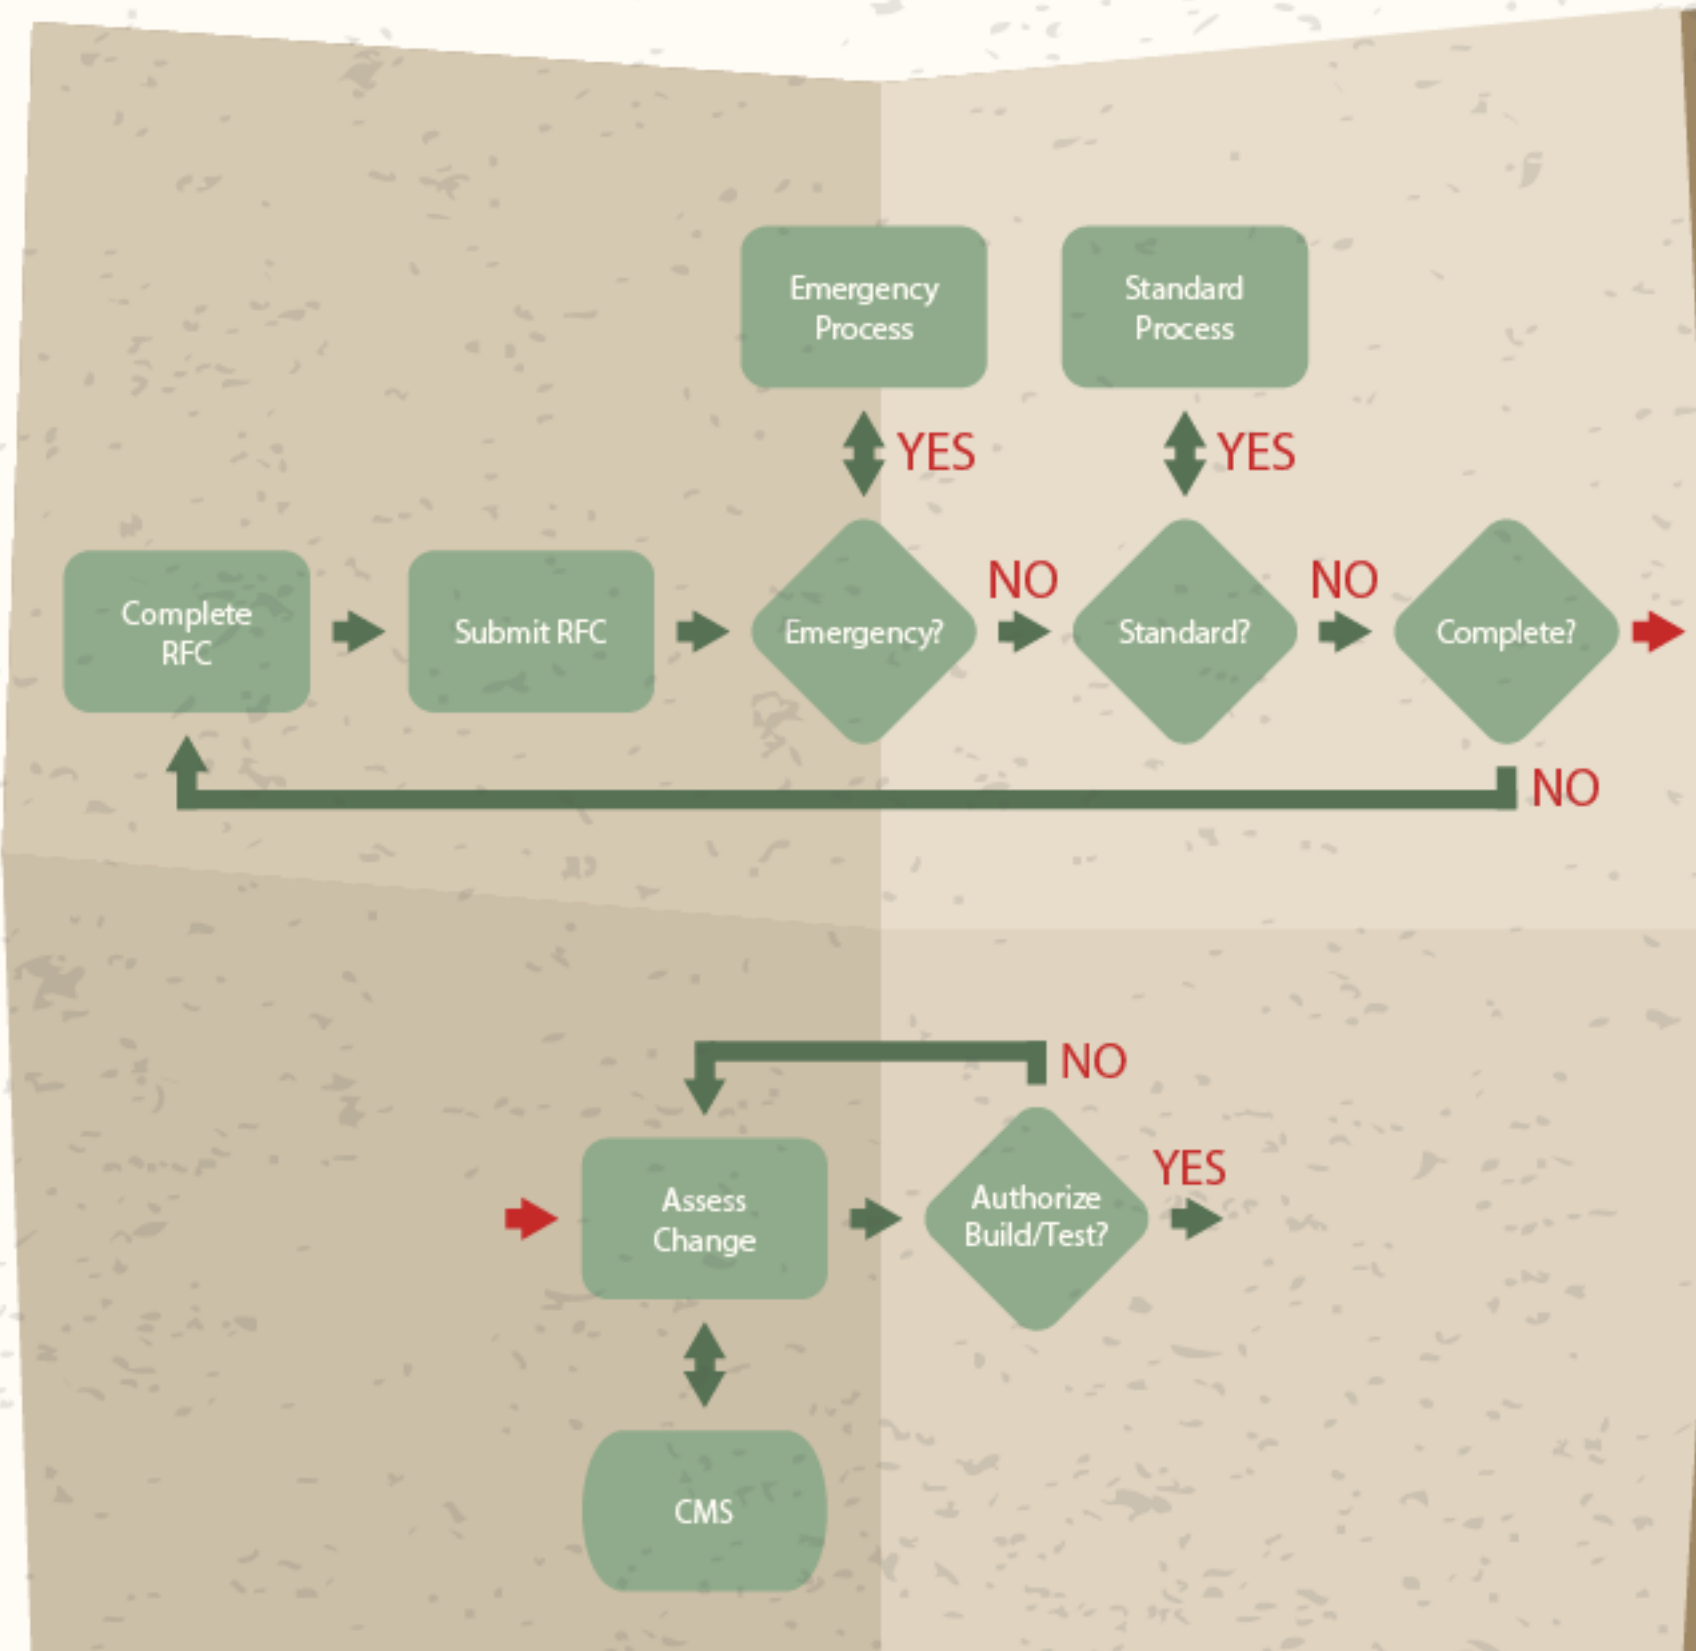 Emergency
Process
Standard
Process
YES
YES
Complete
RFC
Submit RFC
Emergency?
NO
Standard?
NO
Complete?
NO
NO
Assess
Change
Authorize
Build/Test?
YES
CMS